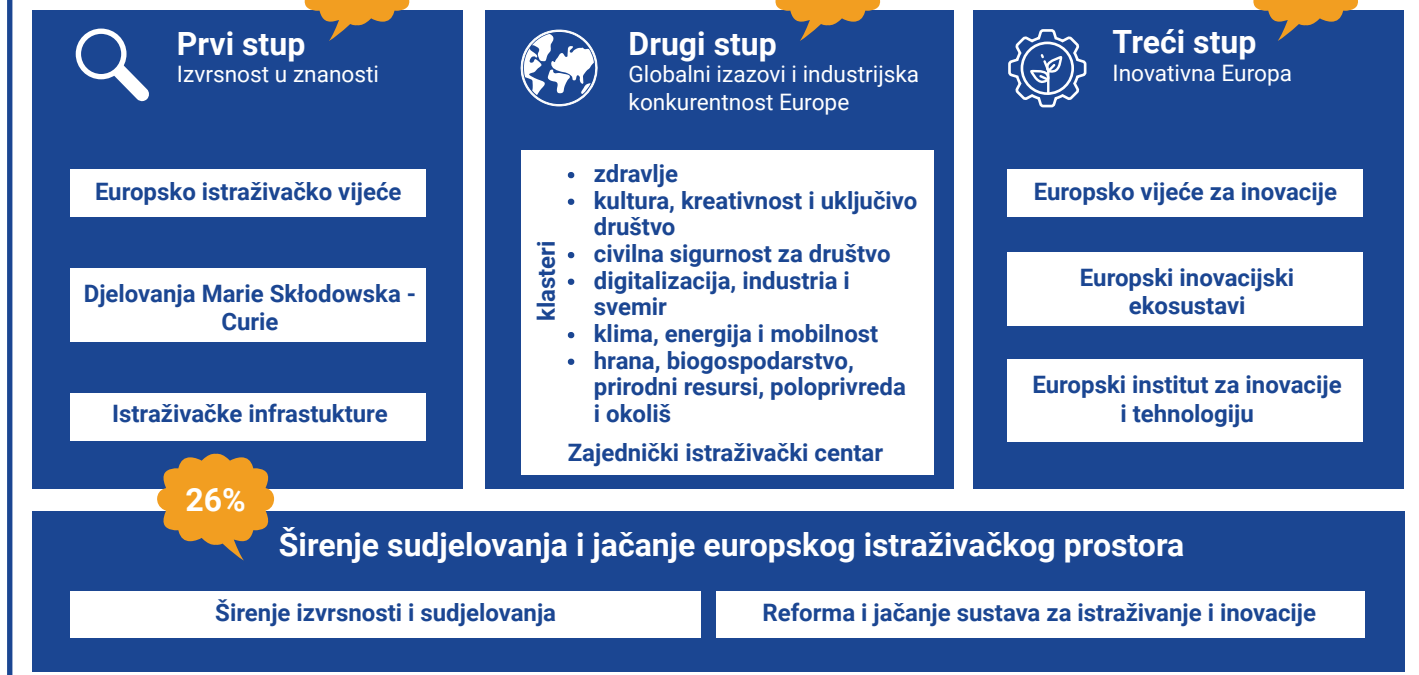 Prvi stup
Izvrsnost u znanosti
Europsko istraživačko vijeće
Djelovanja Marie Skłodowska -
Curie
Istraživačke infrastukture
Drugi stup
Globalni izazovi i industrijska
konkurentnost Europe
klasteri
• zdravlje
• kultura, kreativnost i uključivo
društvo
• civilna sigurnost za društvo
• digitalizacija, industria i
svemir
• klima, energija i mobilnost
• hrana, biogospodarstvo,
prirodni resursi, poloprivreda
i okoliš
Zajednički istraživački centar
Treći stup
Inovativna Europa
Europsko vijeće za inovacije
Europski inovacijski
ekosustavi
Europski institut za inovacije
i tehnologiju
26%
Širenje sudjelovanja i jačanje europskog istraživačkog prostora
Širenje izvrsnosti i sudjelovanja
Reforma i jačanje sustava za istraživanje i inovacije